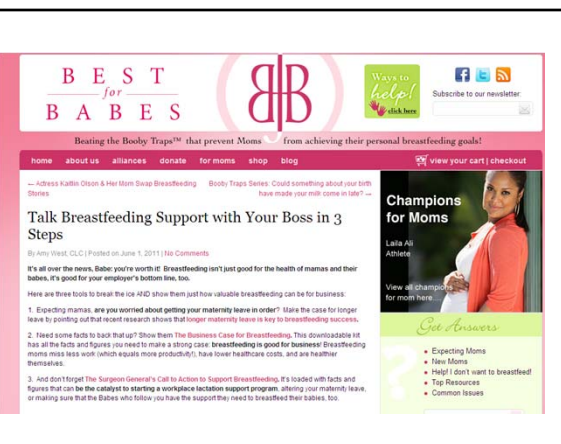 BEST
for
BABES
BfB
Ways to
help!
click here
Subscribe to our newsletter:
Beating the Booby Traps™ that prevent Moms from achieving their personal breastfeeding goals!
home about us alliances donate for moms shop blog view your cart | checkout
← Actress Kaitlin Olson & Her Mom Swap Breastfeeding
Stories
Booby Traps Series: Could something about your birth
have made your milk come in late? →
Talk Breastfeeding Support with Your Boss in 3
Steps
By Amy West, CLC | Posted on June 1, 2011 | No Comments
It's all over the news, Babe: you're worth it! Breastfeeding isn't just good for the health of mamas and their
babes, it's good for your employer's bottom line, too.
Here are three tools to break the ice AND show them just how valuable breastfeeding can be for business:
1. Expecting mamas, are you worried about getting your maternity leave in order? Make the case for longer
leave by pointing out that recent research shows that longer maternity leave is key to breastfeeding success.
2. Need some facts to back that up? Show them The Business Case for Breastfeeding. This downloadable kit
has all the facts and figures you need to make a strong case: breastfeeding is good for business! Breastfeeding
moms miss less work (which equals more productivity!), have lower healthcare costs, and are healthier
themselves.
3. And don't forget The Surgeon General's Call to Action to Support Breastfeeding. It's loaded with facts and
figures that can be the catalyst to starting a workplace lactation support program, altering your maternity leave,
or making sure that the Babes who follow you have the support they need to breastfeed their babies, too.
Champions
for Moms
Laila Ali
Athlete
View all champions
for mom here ...
Get Answers
Expecting Moms
New Moms
Help! I don't want to breastfeed!
Top Resources
Common Issues